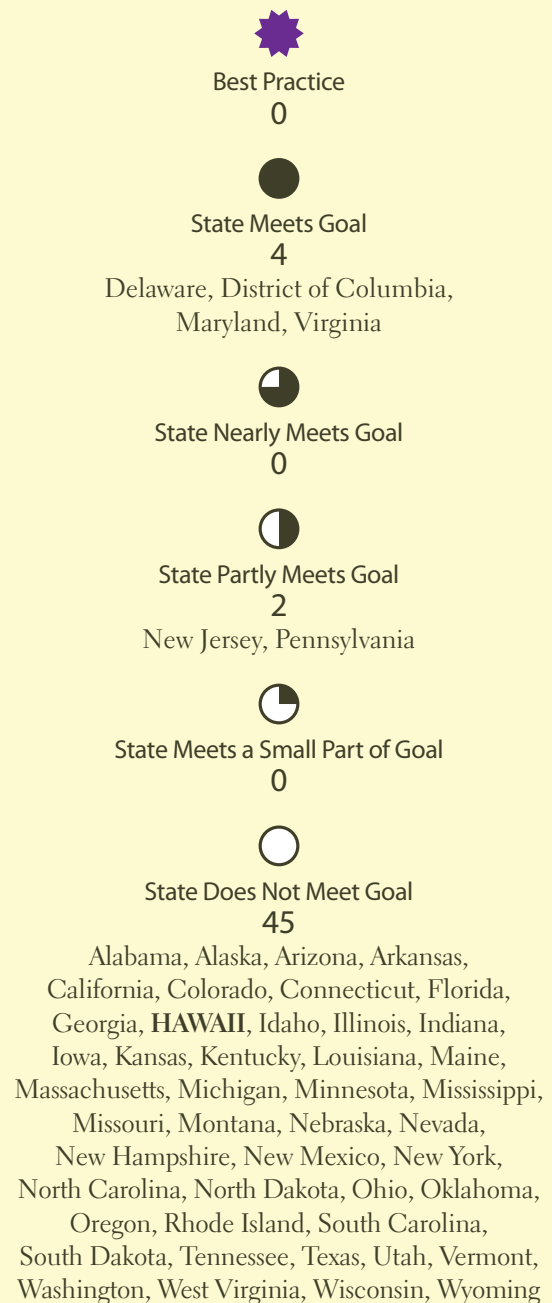 Best Practice
0
State Meets Goal
4
Delaware, District of Columbia,
Maryland, Virginia
State Nearly Meets Goal
0
State Partly Meets Goal
2
New Jersey, Pennsylvania
State Meets a Small Part of Goal
0
State Does Not Meet Goal
45
Alabama, Alaska, Arizona, Arkansas,
California, Colorado, Connecticut, Florida,
Georgia, HAWAII, Idaho, Illinois, Indiana,
Iowa, Kansas, Kentucky, Louisiana, Maine,
Massachusetts, Michigan, Minnesota, Mississippi,
Missouri, Montana, Nebraska, Nevada,
New Hampshire, New Mexico, New York,
North Carolina, North Dakota, Ohio, Oklahoma,
Oregon, Rhode Island, South Carolina,
South Dakota, Tennessee, Texas, Utah, Vermont,
Washington, West Virginia, Wisconsin, Wyoming